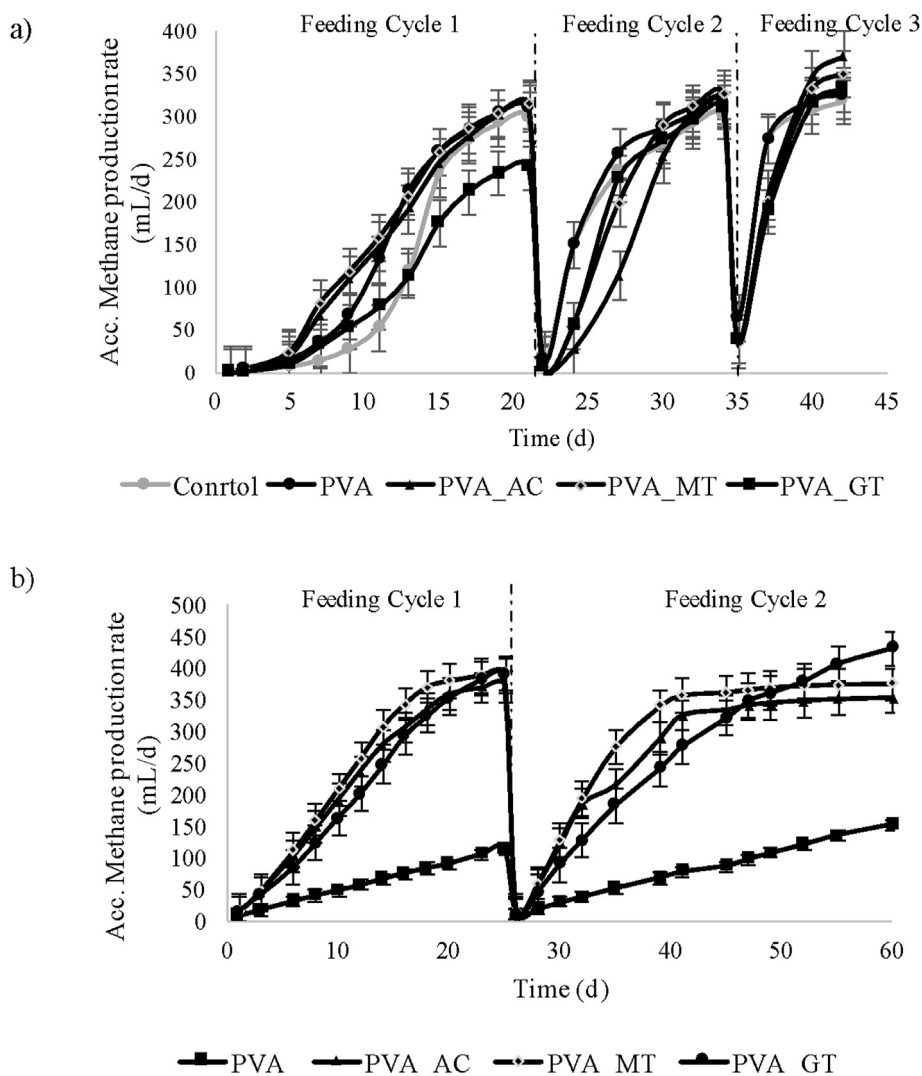 a)
Feeding Cycle 1
Feeding Cycle 2
Feeding Cycle 3
Acc. Methane production rate
(mL/d)
400
350
300
250
200
150
100
50
0
0 5 10 15 20 25 30 35 40 45
Time (d)
Conrtol PVA PVA_AC PVA_MT PVA_GT
b)
Feeding Cycle 1
Feeding Cycle 2
Acc. Methode production rate
(mL/d)
500
450
400
350
300
250
200
150
100
50
0
0 10 20 30 40 50 60
Time (d)
PVA PVA AC PVA MT PVA GT